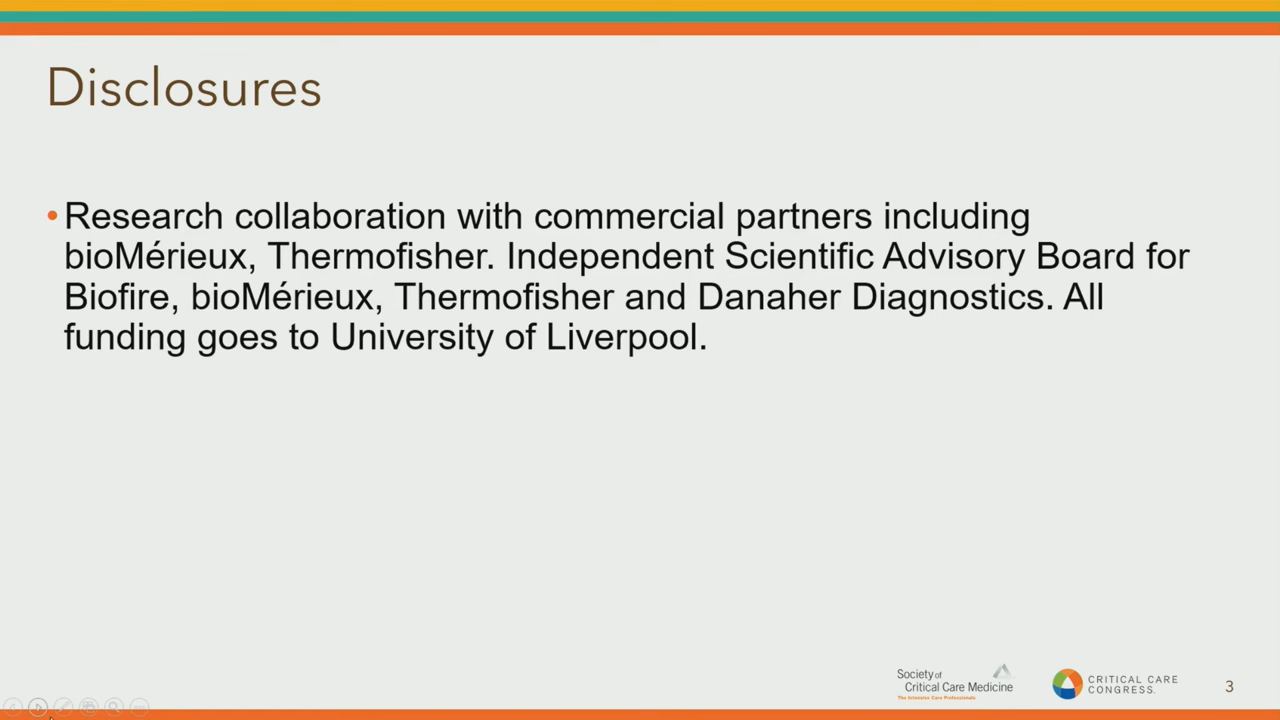 Disclosures
• Research collaboration with commercial partners including
bioMérieux, Thermofisher. Independent Scientific Advisory Board for
Biofire, bioMérieux, Thermofisher and Danaher Diagnostics. All
funding goes to University of Liverpool.
Society of
Critical Care Medicine
The Intensive Care Professionals
CRITICAL CARE
CONGRESS.
3